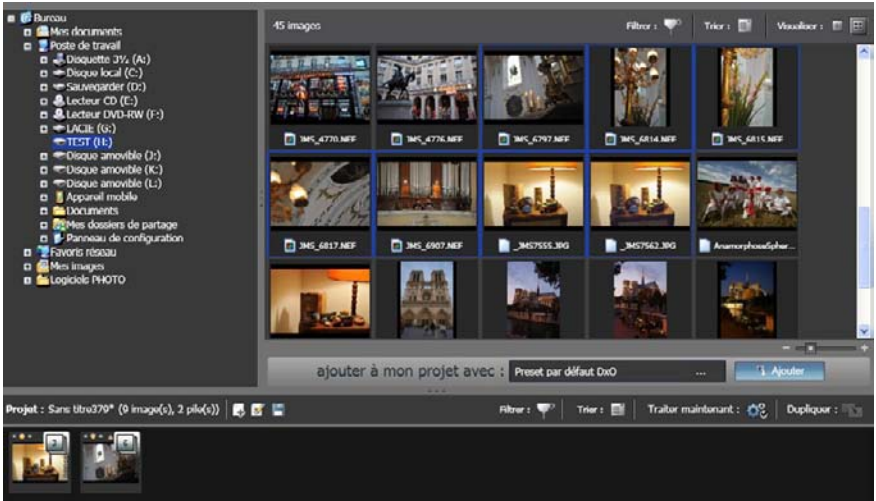 Bureau
Mes documents
Poste de travail
Disquette 3½ (A:)
Disque local (C:)
Sauvegarder (D:)
Lecteur CD (E:)
Lecteur DVD-RW (F:)
LACIE (G:)
TEST (H:)
Disque amovible (J:)
Disque amovible (K:)
Disque amovible (L:)
Appareil mobile
Documents
Mes dossiers de partage
Panneau de configuration
Favoris réseau
Mes images
Logiciels PHOTO
45 images
Filtrer :
Trier :
Visualiser :
JMS_4770.NEF
JMS_4776.NEF
JMS_6797.NEF
JMS_6814.NEF
JMS_6815.NEF
JMS_6817.NEF
JMS_6907.NEF
_JMS7555.JPG
_JMS7562.JPG
AnamorphoseSpher...
ajouter à mon projet avec : Preset par défaut DxO ... Ajouter
Projet : Sans titre379* (9 image(s), 2 pile(s))
Filtrer :
Trier :
Traiter maintenant :
Dupliquer :